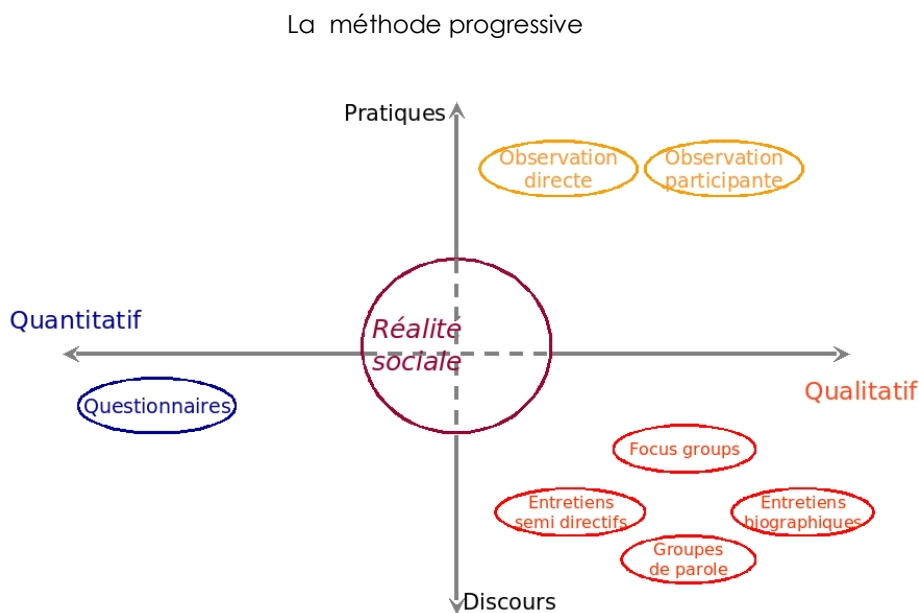 La méthode progressive
Pratiques
Observation
directe
Observation
participante
Quantitatif
Réalité
sociale
Questionnaires
Qualitatif
Focus groups
Entretiens
semi directifs
Entretiens
biographiques
Groupes
de parole
Discours